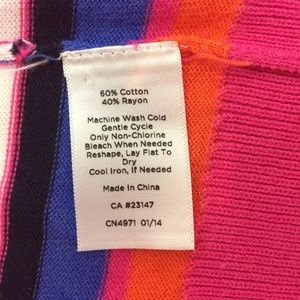 60% Cotton
40% Rayon
Machine Wash Cold
Gentle Cycle
Only Non-Chlorine
Bleach When Needed
Reshape, Lay Flat To
Dry
Cool Iron, If Needed
Made In China
CA #23147
CN4971 01/14